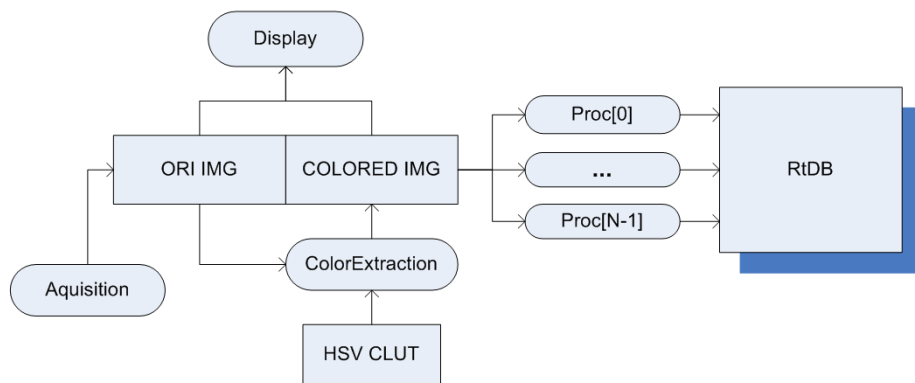 Display
ORI IMG
COLORED IMG
Proc[0]
...
Proc[N-1]
RtDB
Aquisition
ColorExtraction
HSV CLUT